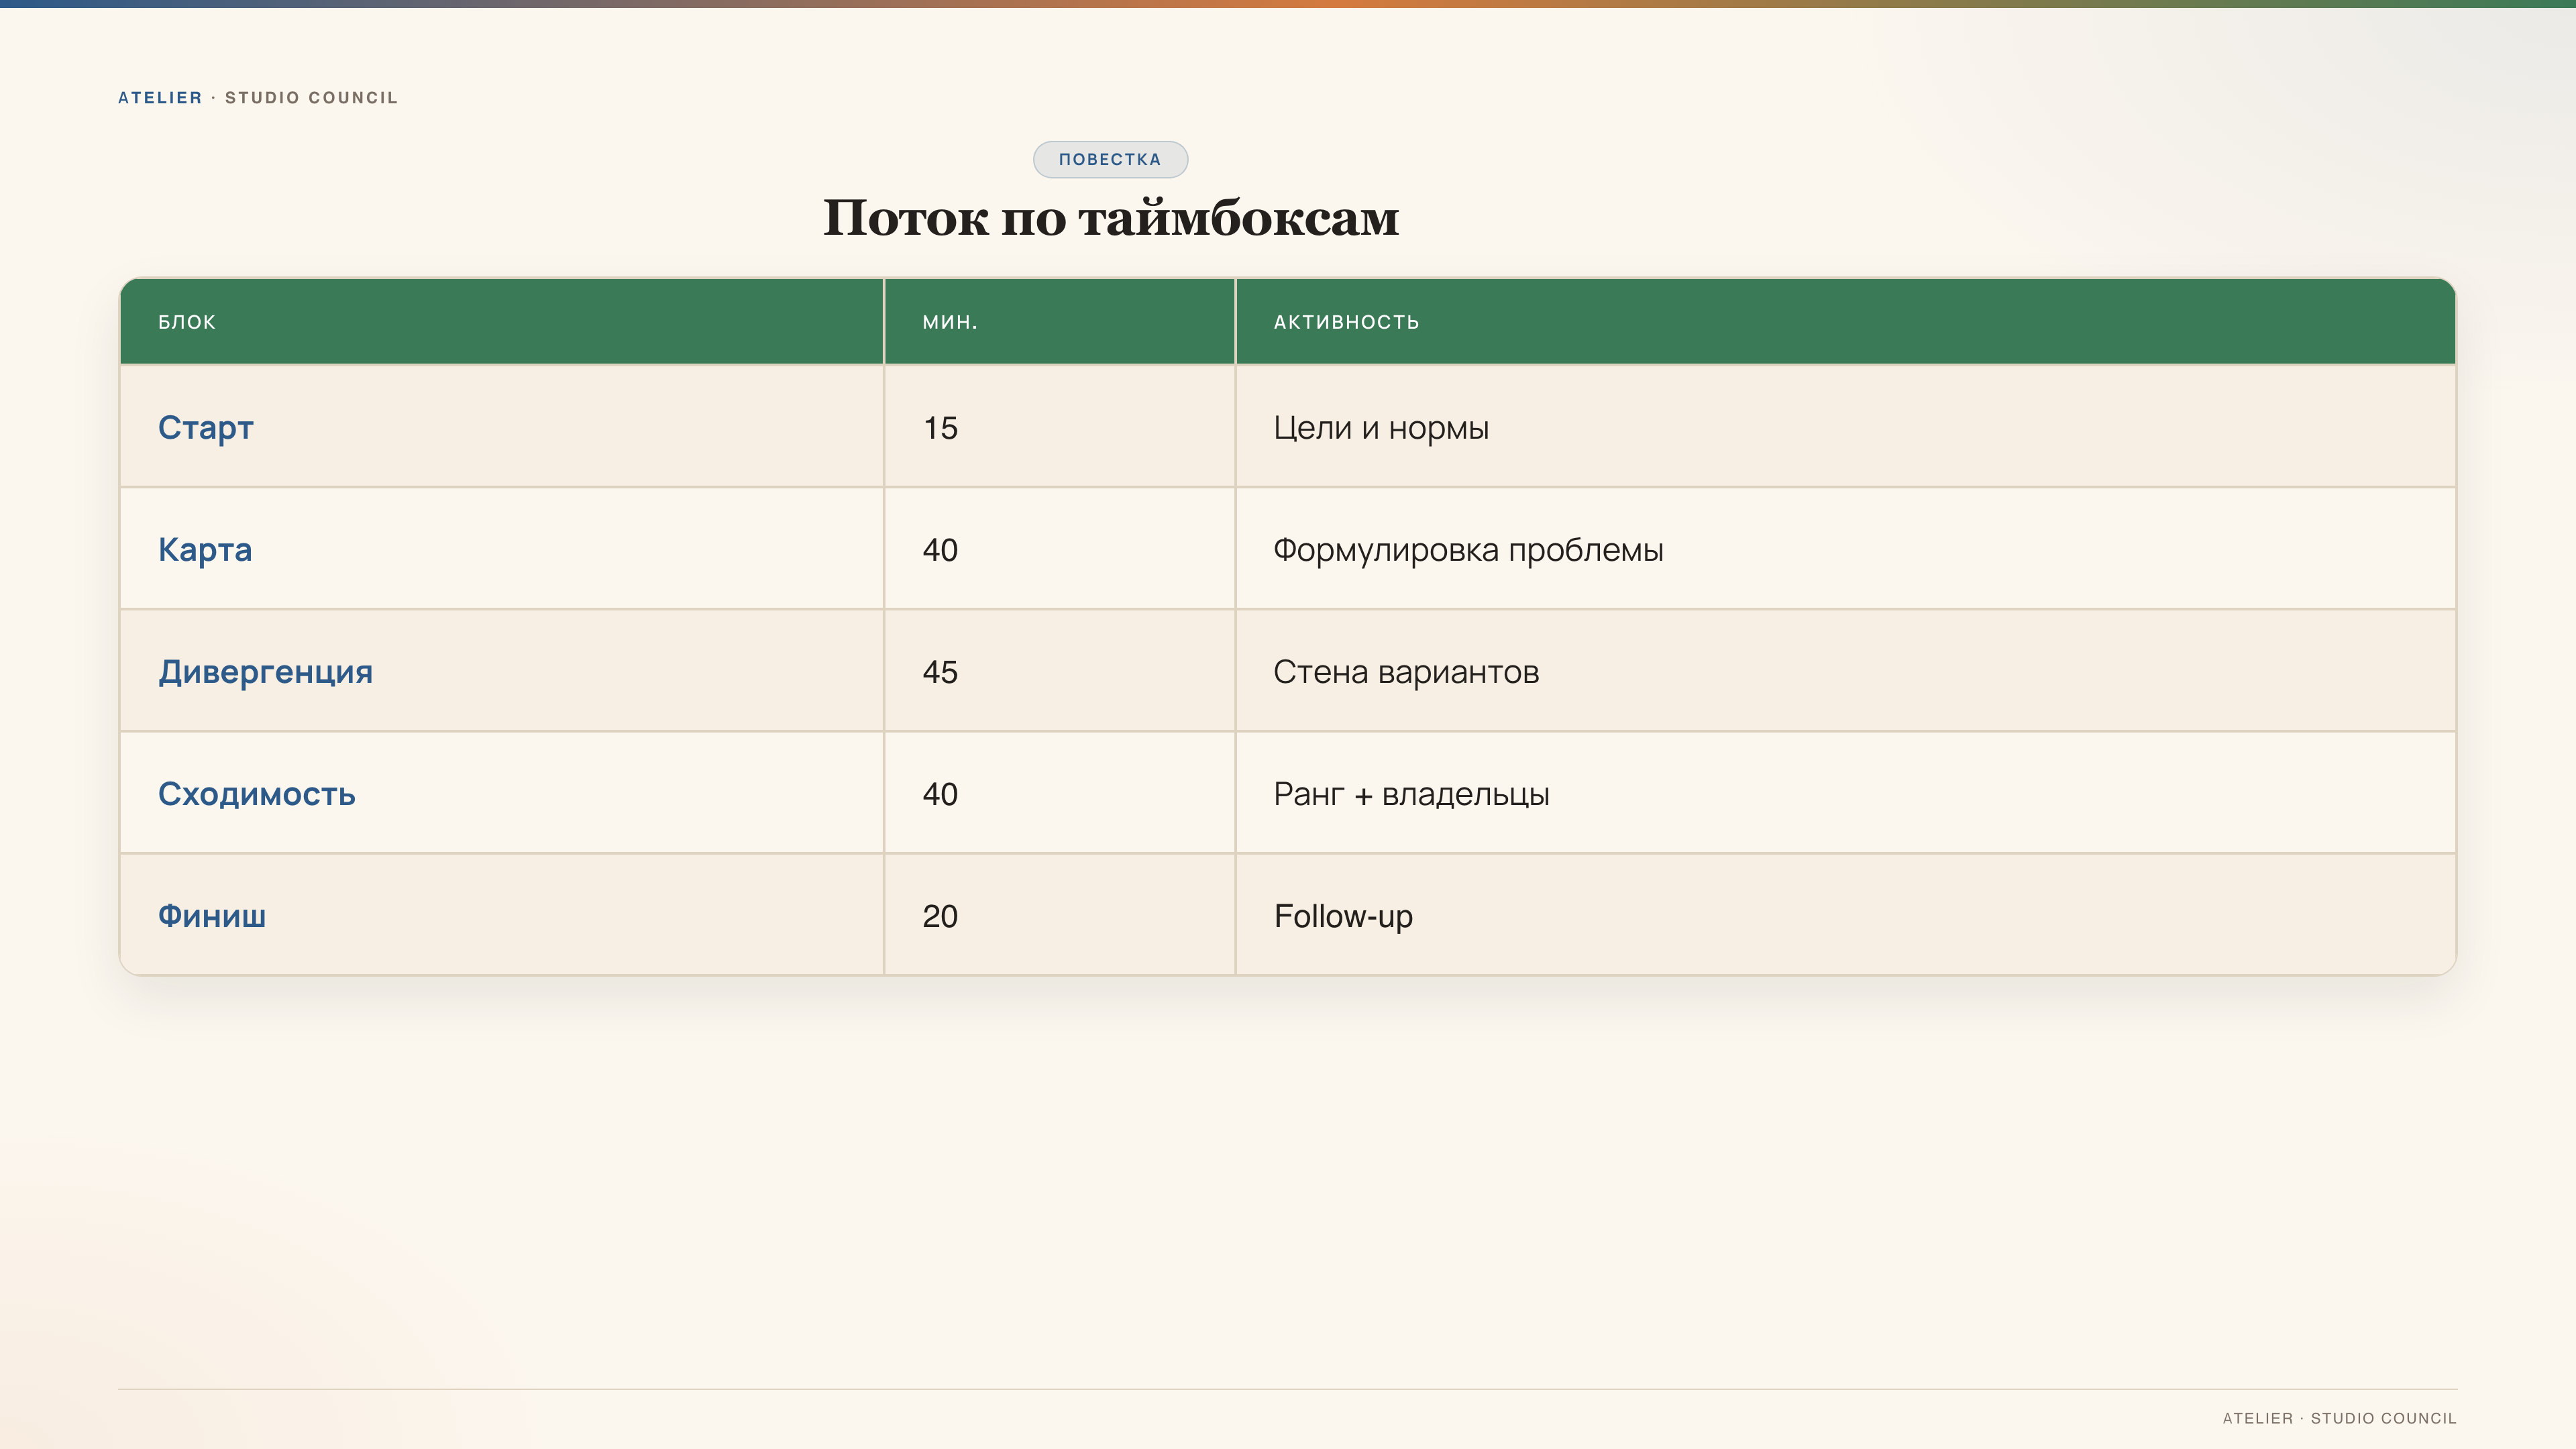 ATELIER · STUDIO COUNCIL
ПОВЕСТКА
Поток по таймбоксам
БЛОК МИН. АКТИВНОСТЬ
Старт 15 Цели и нормы
Карта 40 Формулировка проблемы
Дивергенция 45 Стена вариантов
Сходимость 40 Ранг + владельцы
Финиш 20 Follow-up
ATELIER · STUDIO COUNCIL